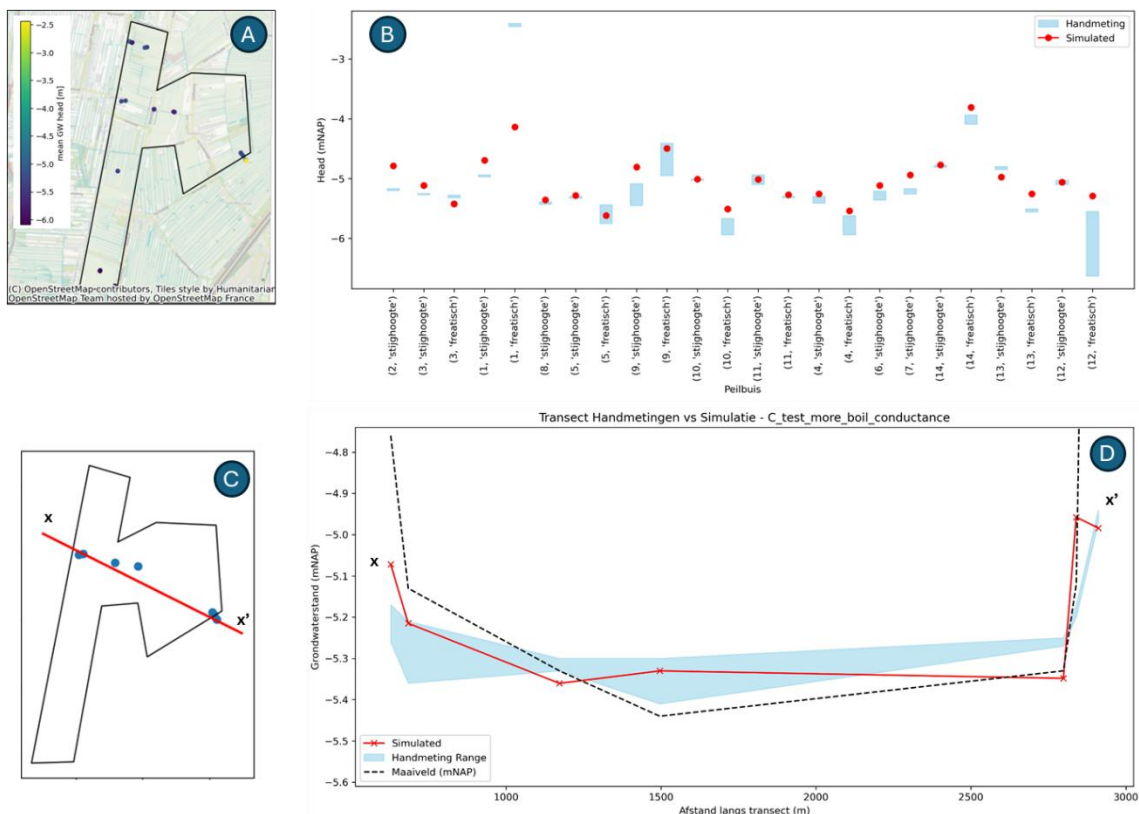 A
−2.5
−3.0
−3.5
−4.0
−4.5
−5.0
−5.5
−6.0
mean GW head [m]
(C) OpenStreetMap contributors, Tiles style by Humanitarian
OpenStreetMap Team hosted by OpenStreetMap France
B
Handmeting
Simulated
Head (mNAP)
−3
−4
−5
−6
(2, 'stijghoogte')
(3, 'stijghoogte')
(3, 'freatisch')
(1, 'stijghoogte')
(1, 'freatisch')
(8, 'stijghoogte')
(5, 'stijghoogte')
(5, 'freatisch')
(9, 'stijghoogte')
(9, 'freatisch')
(10, 'stijghoogte')
(10, 'freatisch')
(11, 'stijghoogte')
(11, 'freatisch')
(4, 'stijghoogte')
(4, 'freatisch')
(6, 'stijghoogte')
(7, 'stijghoogte')
(14, 'stijghoogte')
(14, 'freatisch')
(13, 'stijghoogte')
(13, 'freatisch')
(12, 'stijghoogte')
(12, 'freatisch')
Peilbuis
C
x
x’
Transect Handmetingen vs Simulatie - C_test_more_boil_conductance
D
x
x’
Grondwaterstand (mNAP)
−4.8
−4.9
−5.0
−5.1
−5.2
−5.3
−5.4
−5.5
−5.6
Simulated
Handmeting Range
Maaiveld (mNAP)
1000
1500
2000
2500
3000
Afstand langs transect (m)